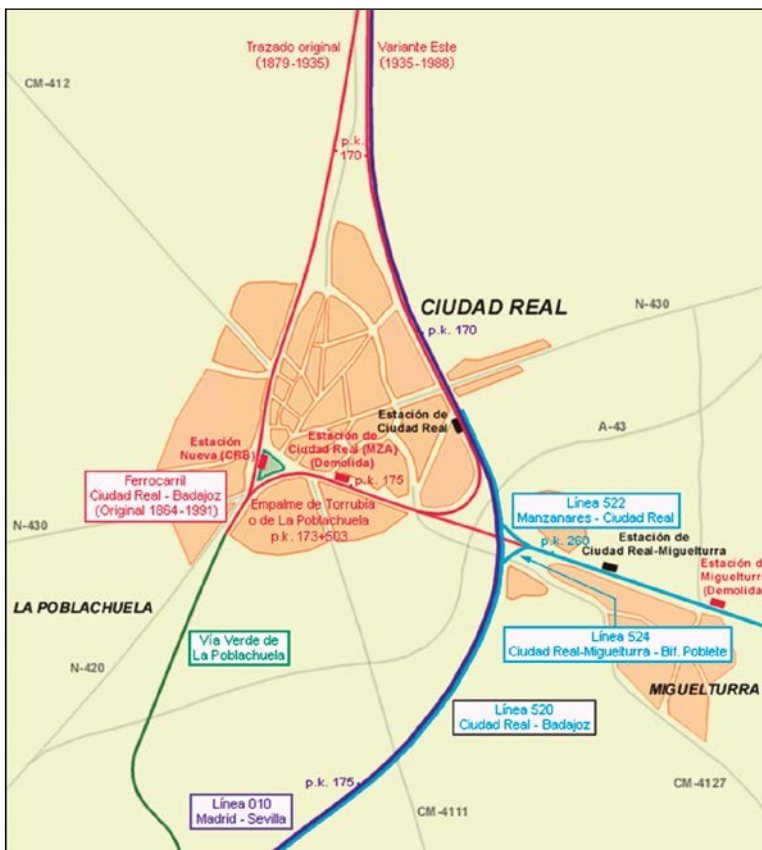 Trazado original
(1879-1935)
Variante Este
(1935-1988)
CM-412
p.k.
170
CIUDAD REAL
N-430
p.k. 170
Estación de
Ciudad Real
A-43
Estación
Nueva (CRB)
Estación de
Ciudad Real (MZA)
(Demolida)
p.k. 175
Ferrocarril
Ciudad Real - Badajoz
(Original 1864-1991)
Empalme de Torrubia
o de La Poblachuela
p.k. 173+503
Línea 522
Manzanares - Ciudad Real
N-430
p.k. 260
Estación de
Ciudad Real-Miguelturra
Estación de
Miguelturra
(Demolida)
LA POBLACHUELA
Vía Verde de
La Poblachuela
Línea 524
Ciudad Real-Miguelturra - Bif. Poblete
N-420
MIGUELTURRA
Línea 520
Ciudad Real - Badajoz
p.k. 175
CM-4127
Línea 010
Madrid - Sevilla
CM-4111